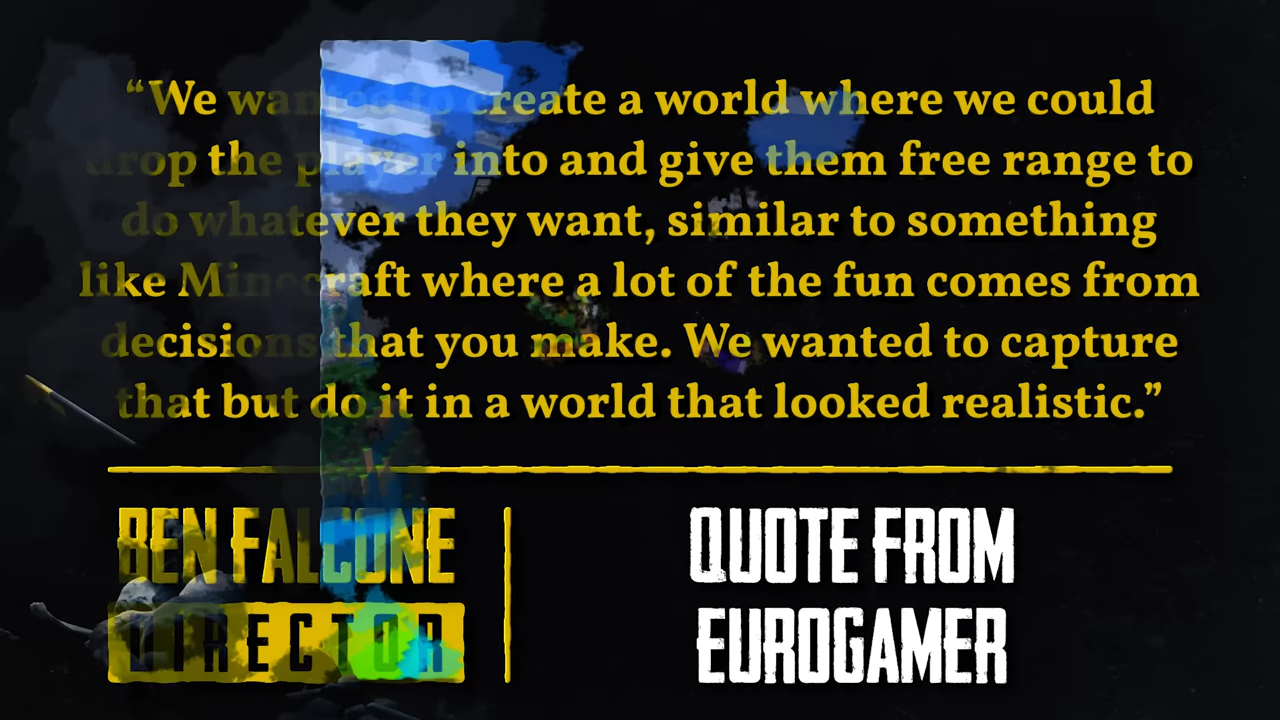 “We wanted to create a world where we could
drop the player into and give them free range to
do whatever they want, similar to something
like Minecraft where a lot of the fun comes from
decisions that you make. We wanted to capture
that but do it in a world that looked realistic.”
BEN FALCONE
DIRECTOR
QUOTE FROM
EUROGAMER